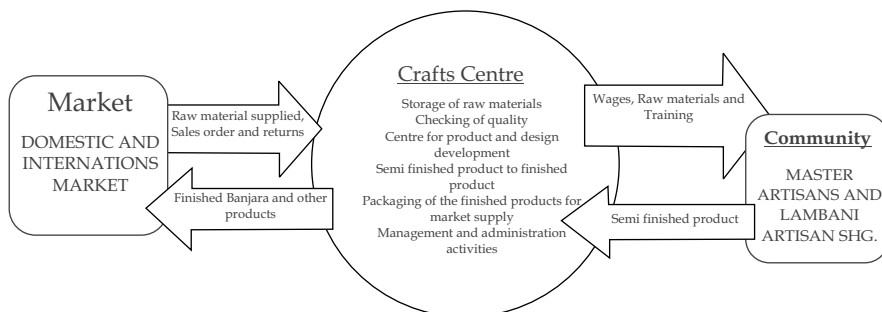 Market
DOMESTIC AND
INTERNATIONS
MARKET
Raw material supplied,
Sales order and returns
Finished Banjara and other
products
Crafts Centre
Storage of raw materials
Checking of quality
Centre for product and design
development
Semi finished product to finished
product
Packaging of the finished products for
market supply
Management and administration
activities
Wages, Raw materials and
Training
Semi finished product
Community
MASTER
ARTISANS AND
LAMBANI
ARTISAN SHG.